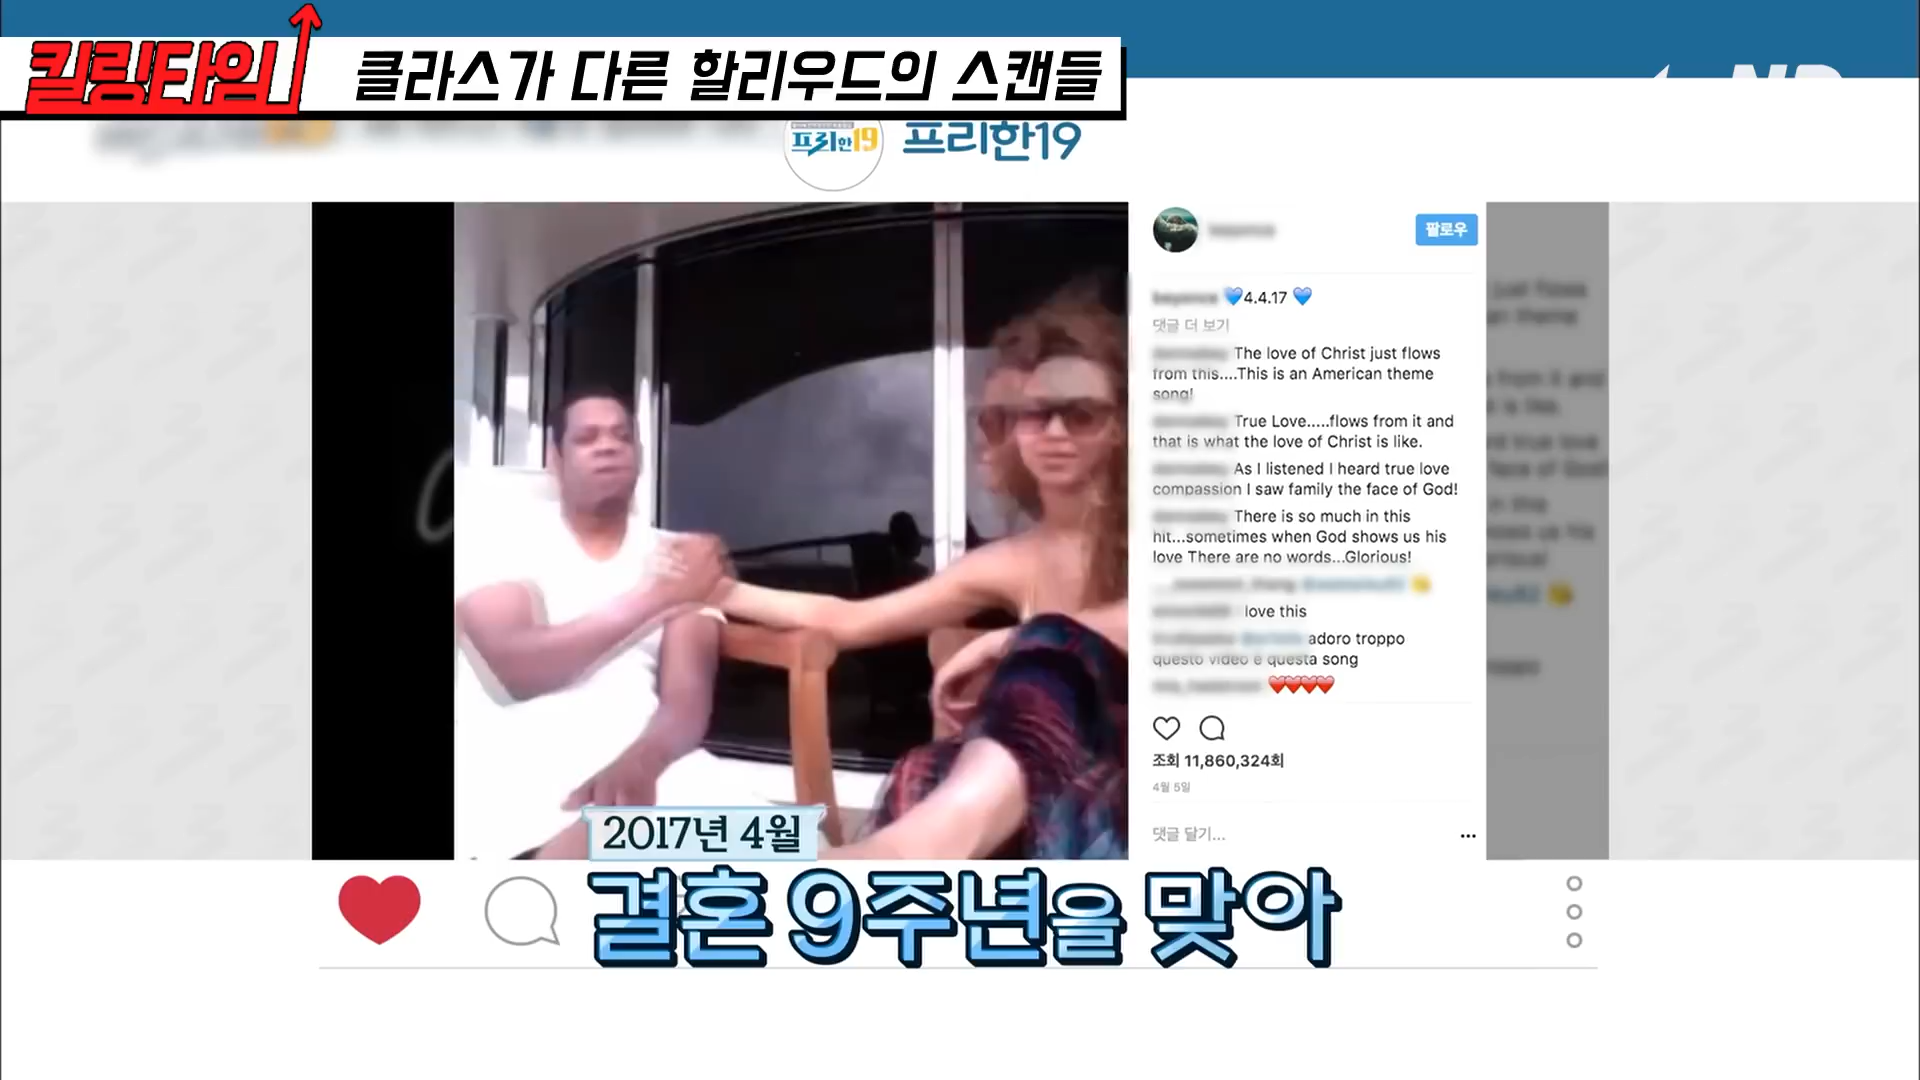 킬링타임
클라스가 다른 할리우드의 스캔들
프리한19
프리한19
팔로우
💙4.4.17 💙
댓글 더 보기
The love of Christ just flows
from this....This is an American theme
song!
True Love.....flows from it and
that is what the love of Christ is like.
As I listened I heard true love
compassion I saw family the face of God!
There is so much in this
hit...sometimes when God shows us his
love There are no words...Glorious!
love this
adoro troppo
questo video e questa song
❤️❤️❤️❤️
조회 11,860,324회
4월 5일
댓글 달기...
2017년 4월
결혼 9주년을 맞아